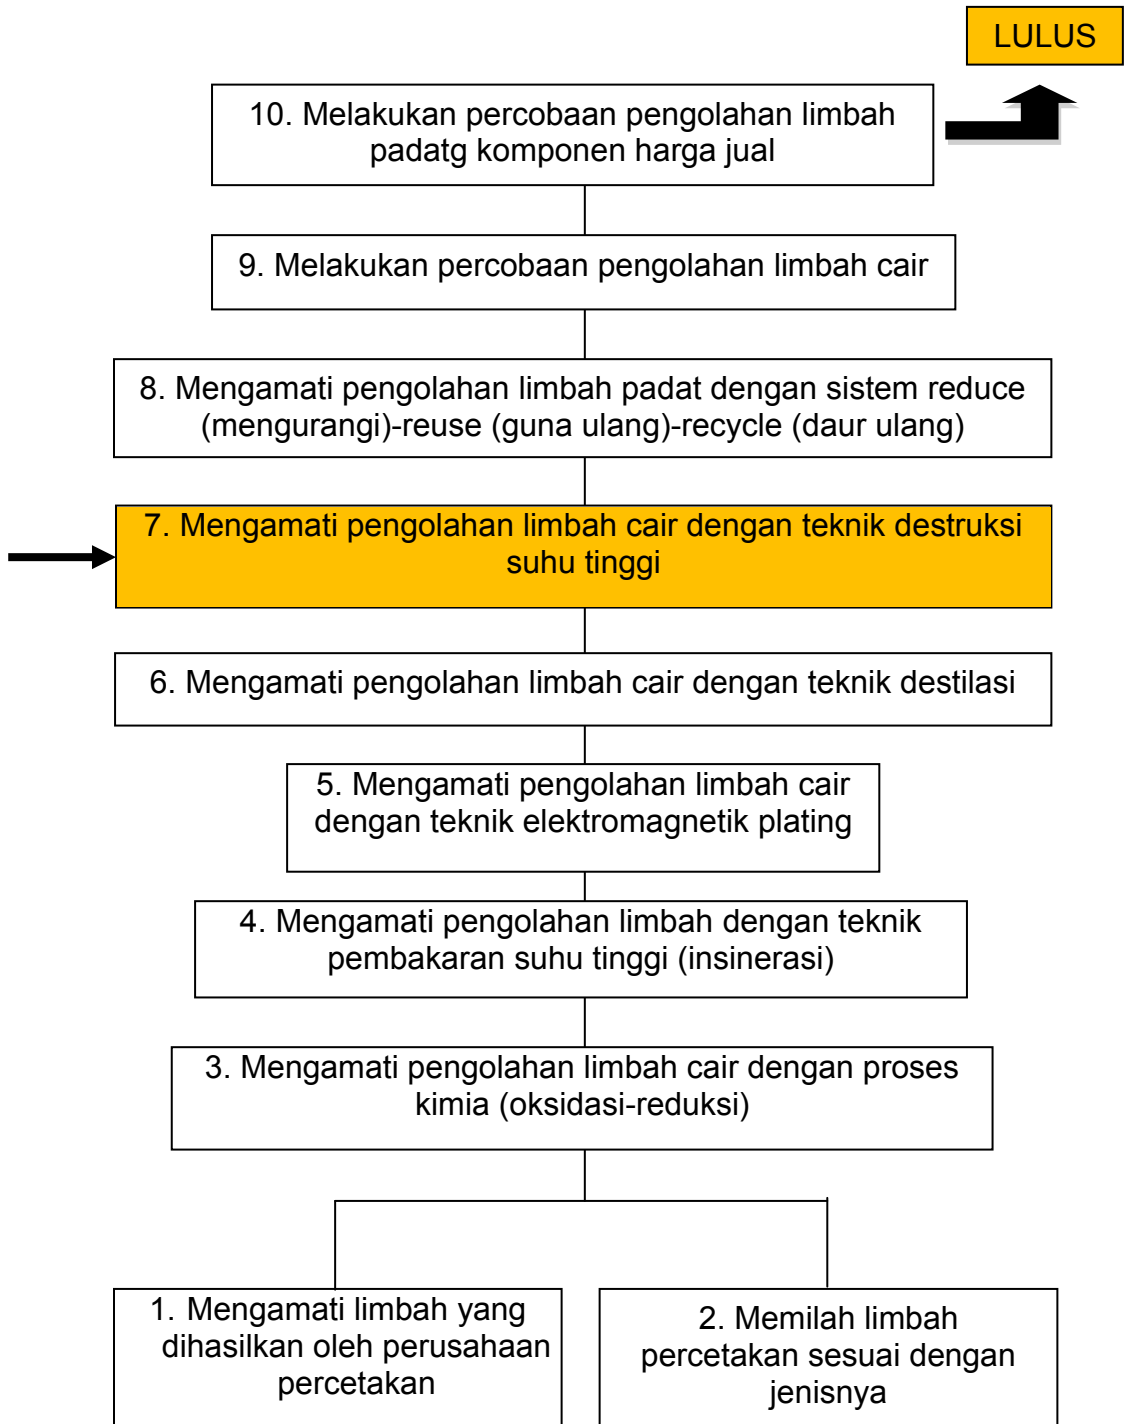 LULUS
10. Melakukan percobaan pengolahan limbah
padatg komponen harga jual
9. Melakukan percobaan pengolahan limbah cair
8. Mengamati pengolahan limbah padat dengan sistem reduce
(mengurangi)-reuse (guna ulang)-recycle (daur ulang)
7. Mengamati pengolahan limbah cair dengan teknik destruksi
suhu tinggi
6. Mengamati pengolahan limbah cair dengan teknik destilasi
5. Mengamati pengolahan limbah cair
dengan teknik elektromagnetik plating
4. Mengamati pengolahan limbah dengan teknik
pembakaran suhu tinggi (insinerasi)
3. Mengamati pengolahan limbah cair dengan proses
kimia (oksidasi-reduksi)
1. Mengamati limbah yang
dihasilkan oleh perusahaan
percetakan
2. Memilah limbah
percetakan sesuai dengan
jenisnya